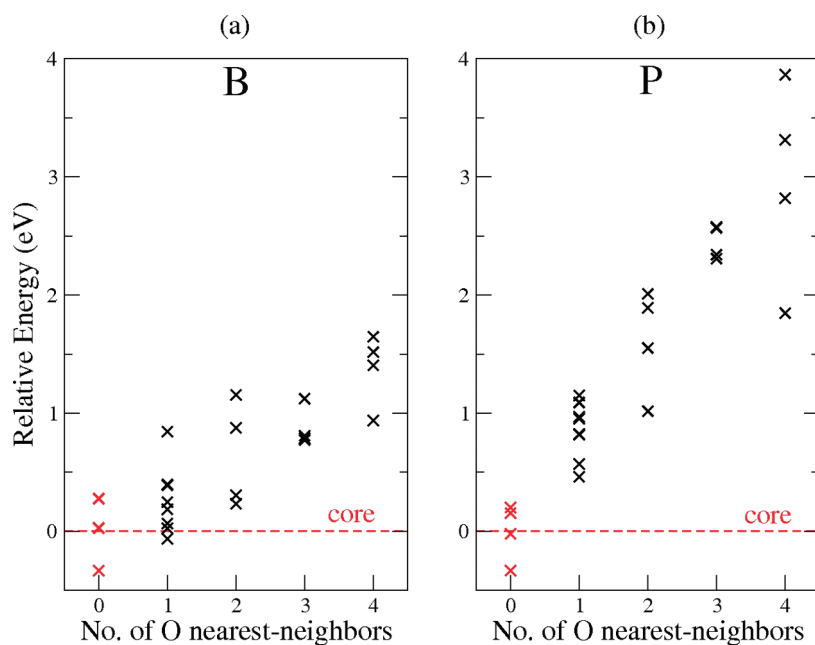 (a)
B
4
3
2
1
0
Relative Energy (eV)
core
0 1 2 3 4
No. of O nearest-neighbors
(b)
P
4
3
2
1
0
core
0 1 2 3 4
No. of O nearest-neighbors